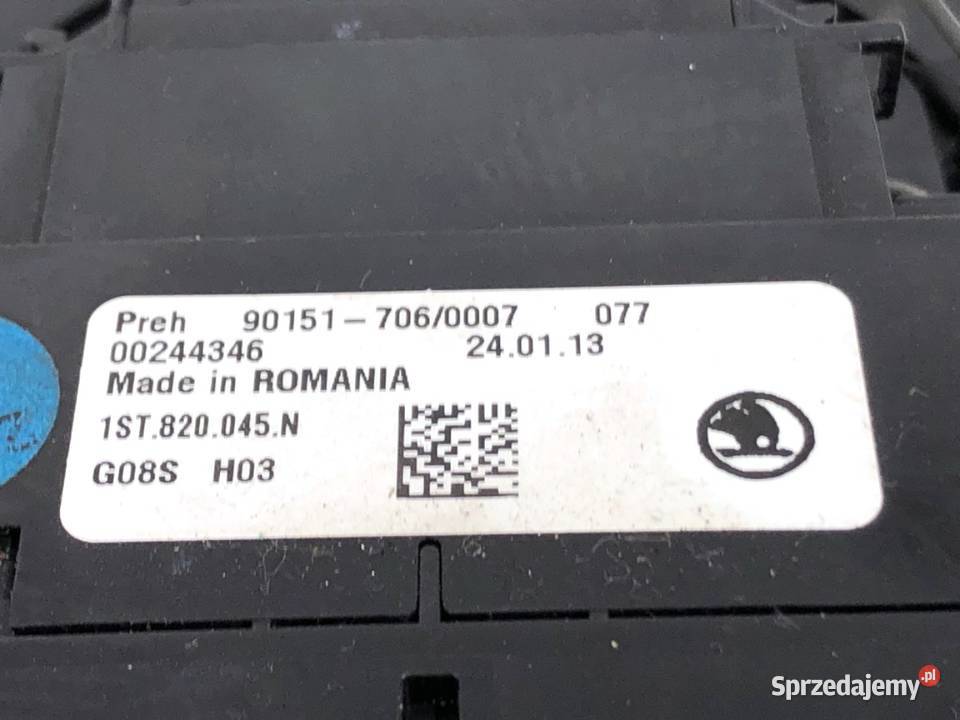 Preh 90151-706/0007 077
00244346 24.01.13
Made in ROMANIA
1ST.820.045.N
G08S H03
Sprzedajemy.pl